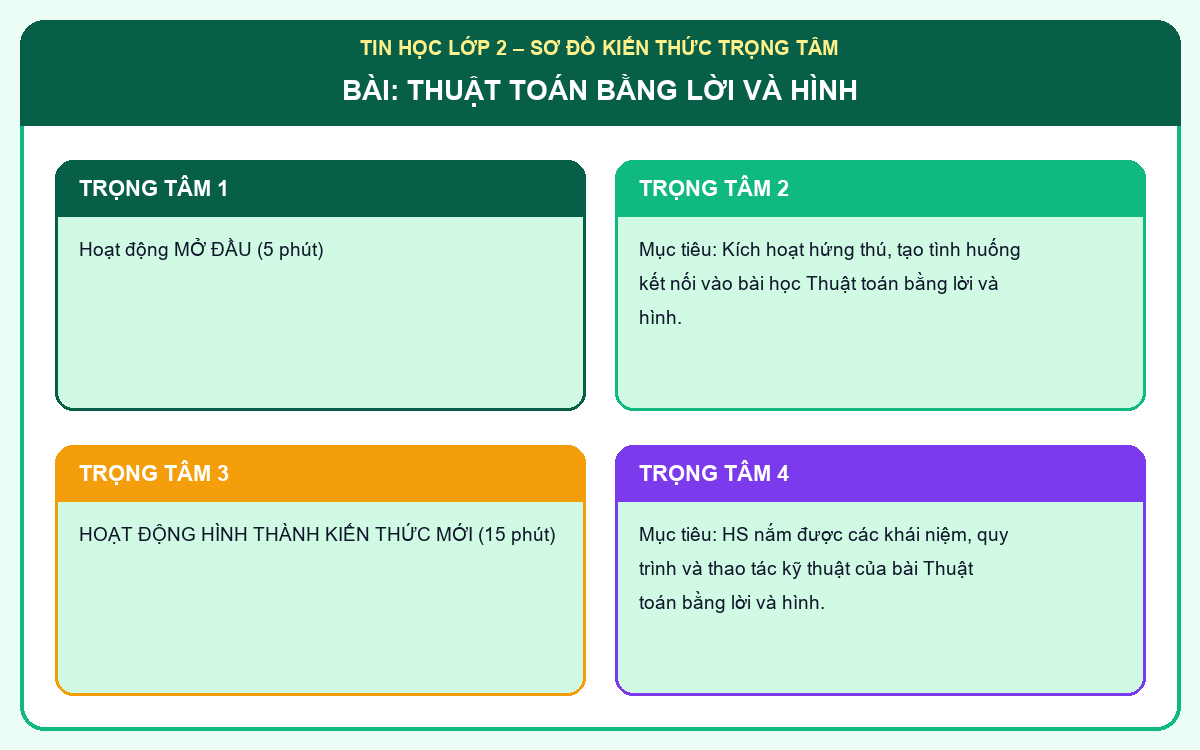 TIN HỌC LỚP 2 – SƠ ĐỒ KIẾN THỨC TRỌNG TÂM
BÀI: THUẬT TOÁN BẰNG LỜI VÀ HÌNH
TRỌNG TÂM 1
Hoạt động MỞ ĐẦU (5 phút)
TRỌNG TÂM 2
Mục tiêu: Kích hoạt hứng thú, tạo tình huống
kết nối vào bài học Thuật toán bằng lời và
hình.
TRỌNG TÂM 3
HOẠT ĐỘNG HÌNH THÀNH KIẾN THỨC MỚI (15 phút)
TRỌNG TÂM 4
Mục tiêu: HS nắm được các khái niệm, quy
trình và thao tác kỹ thuật của bài Thuật
toán bằng lời và hình.